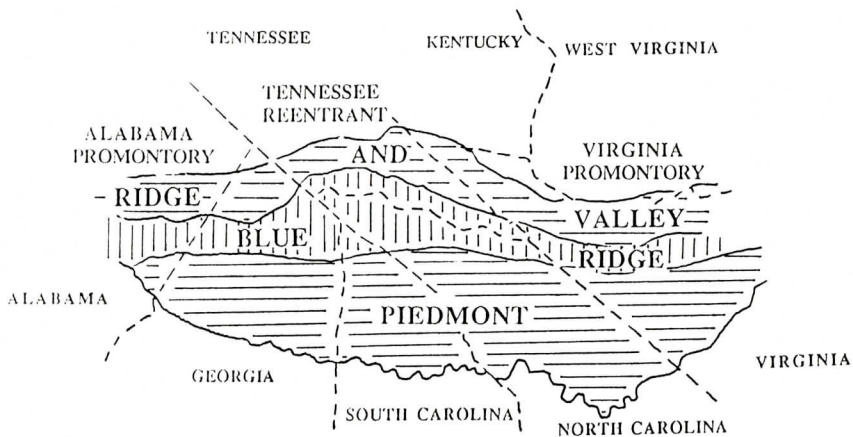 TENNESSEE
KENTUCKY
WEST VIRGINIA
TENNESSEE
REENTRANT
ALABAMA
PROMONTORY
AND
VIRGINIA
PROMONTORY
RIDGE
VALLEY
BLUE
RIDGE
ALABAMA
PIEDMONT
VIRGINIA
GEORGIA
SOUTH CAROLINA
NORTH CAROLINA